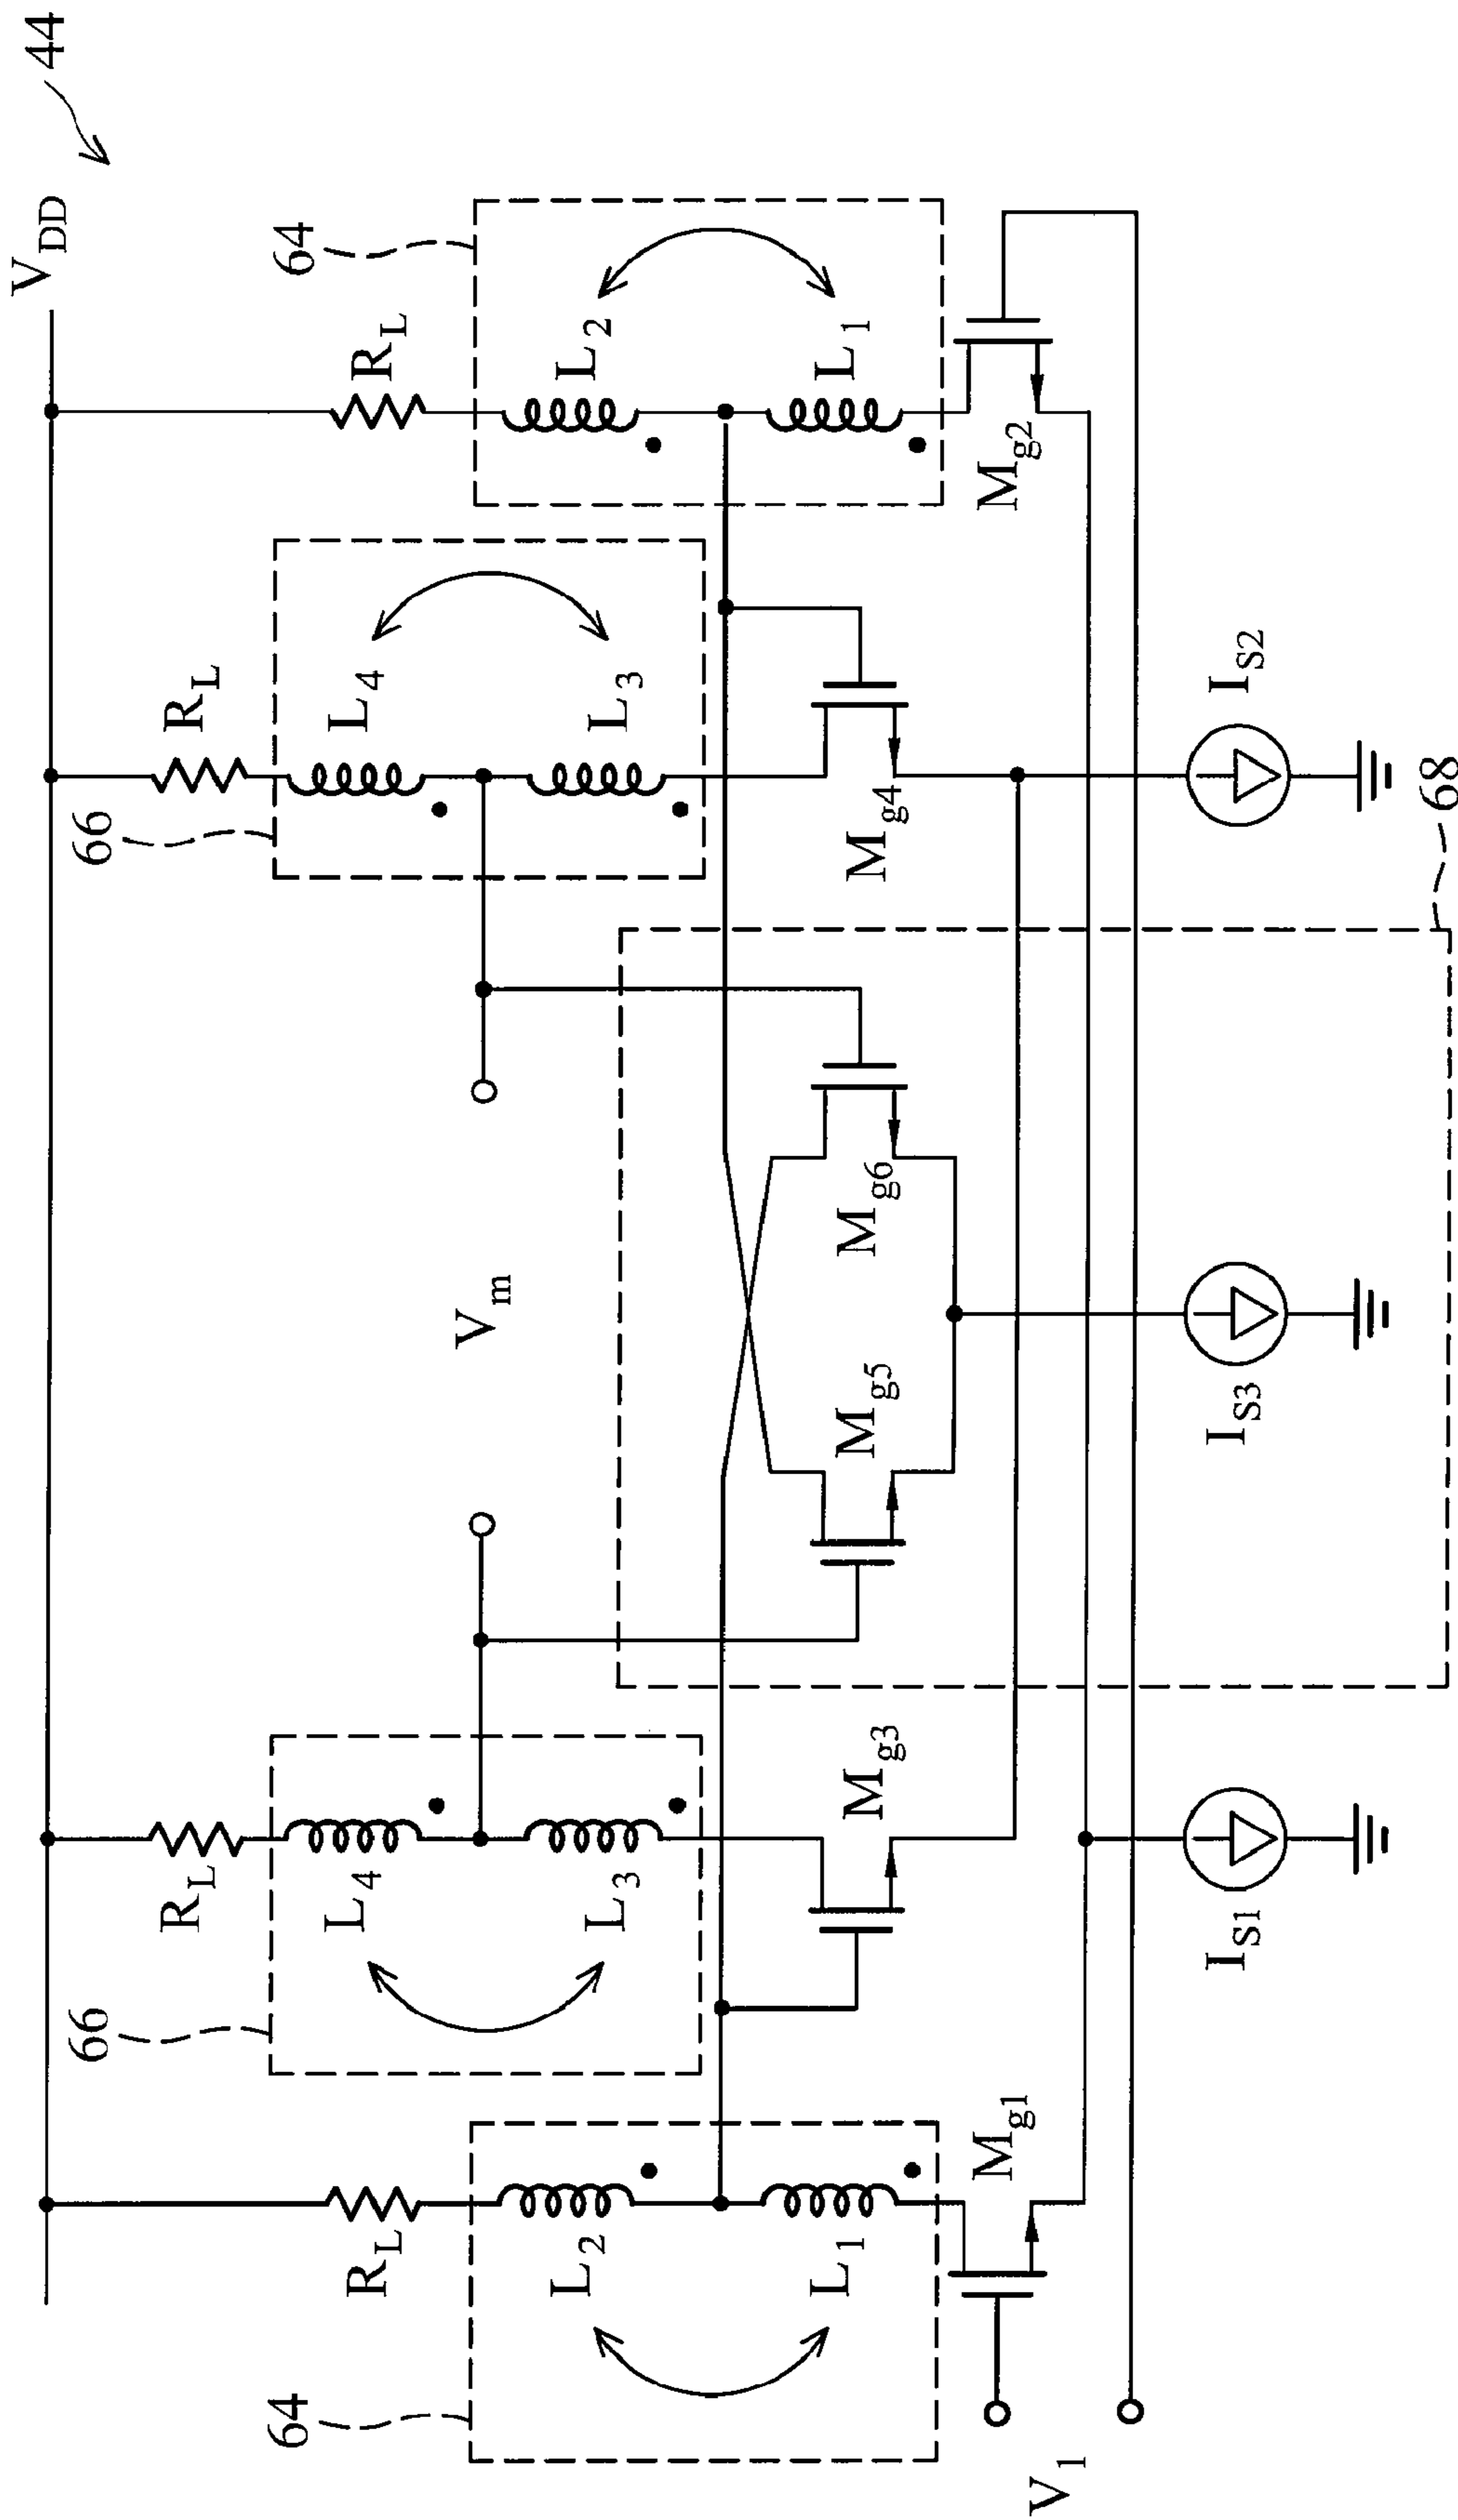 44
V_DD
66
66
R_L
R_L
64
64
L_4
L_4
R_L
R_L
V_m
L_2
L_3
L_3
L_2
L_1
M_g3
M_g5
M_g6
M_g4
L_1
M_g1
M_g2
V_1
I_S1
I_S3
I_S2
68